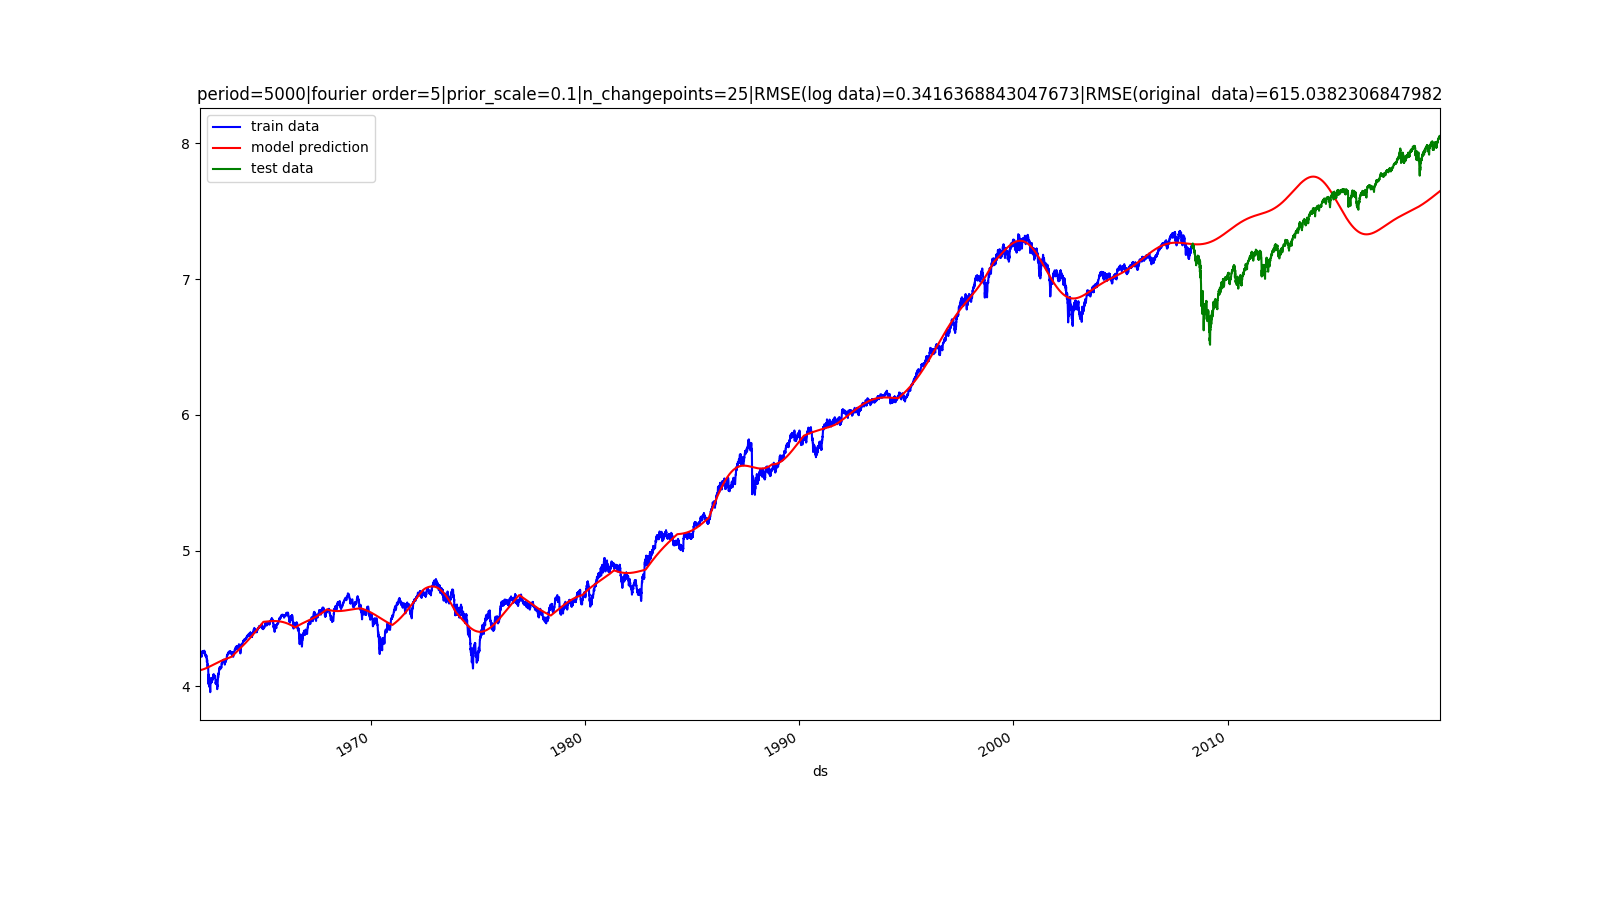 period=5000|fourier order=5|prior_scale=0.1|n_changepoints=25|RMSE(log data)=0.3416368843047673|RMSE(original  data)=615.0382306847982
train data
model prediction
test data
8
7
6
5
4
1970
1980
1990
2000
2010
ds